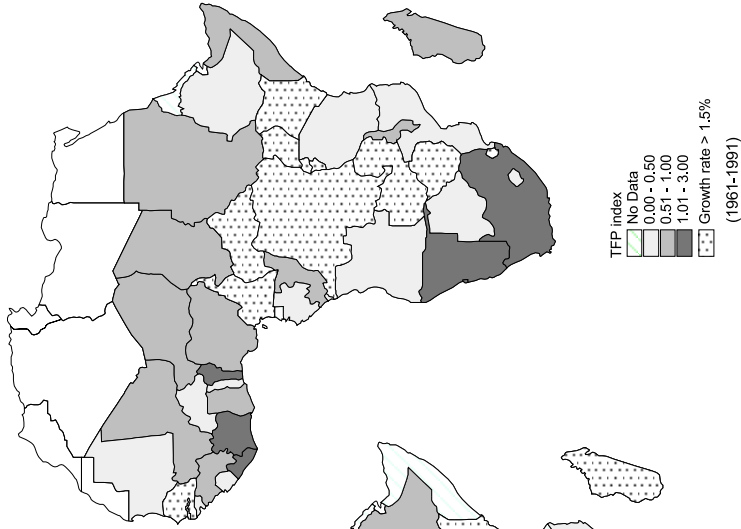 TFP index
No Data
0.00 - 0.50
0.51 - 1.00
1.01 - 3.00
Growth rate > 1.5%
(1961-1991)